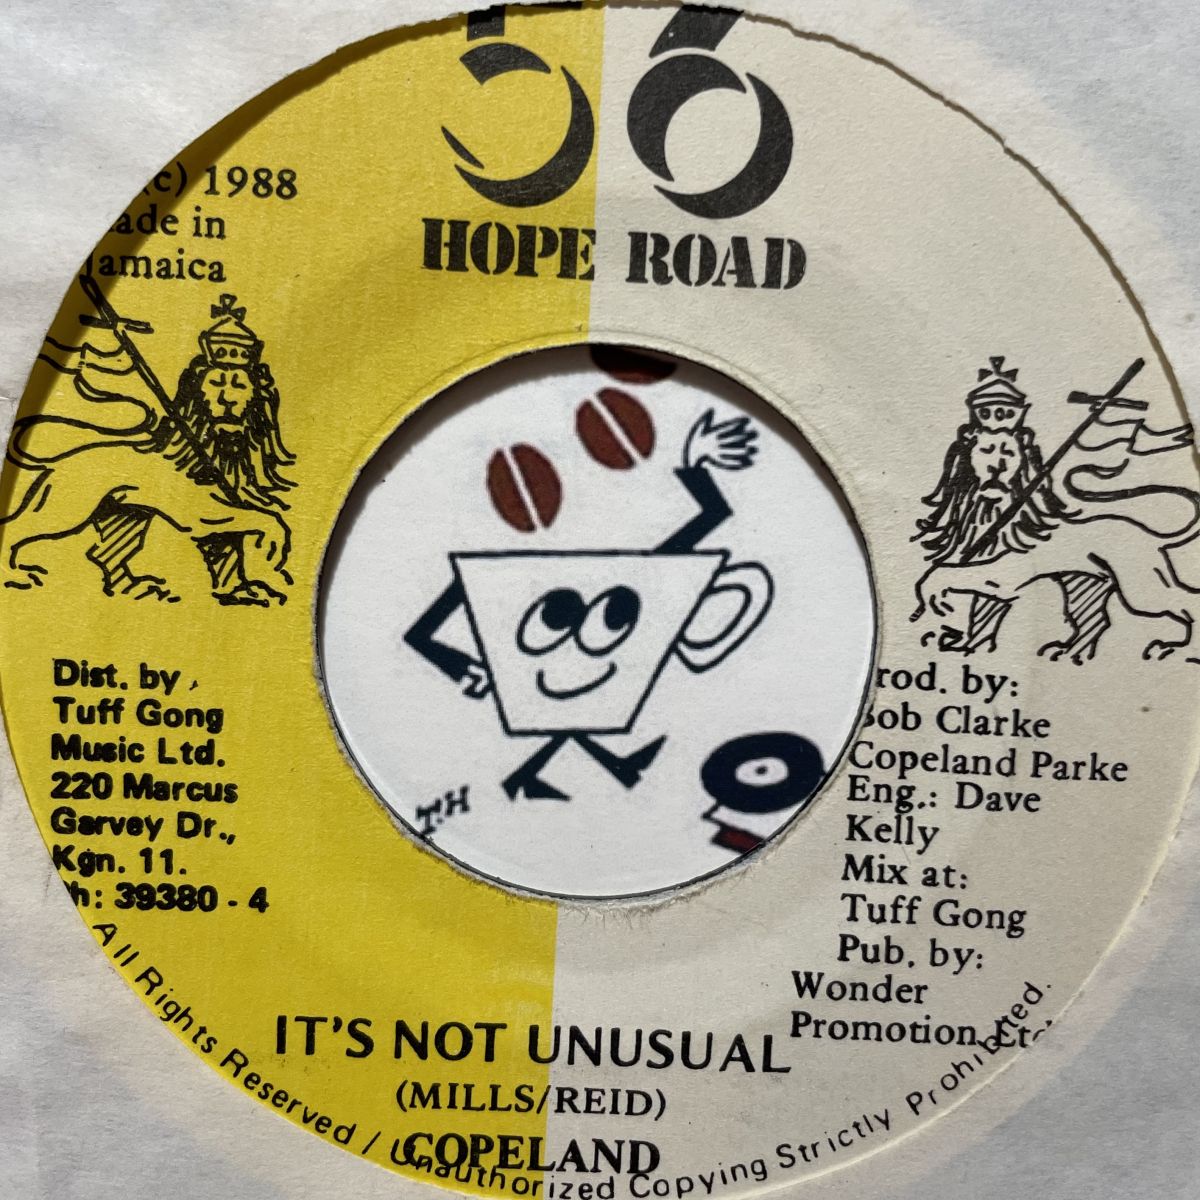 56
HOPE ROAD
(c) 1988
ade in
Jamaica
Dist. by
Tuff Gong
Music Ltd.
220 Marcus
Garvey Dr.,
Kgn. 11.
h: 39380 - 4
rod. by:
Bob Clarke
Copeland Parke
Eng.: Dave
Kelly
Mix at:
Tuff Gong
Pub. by:
Wonder
Promotion Etc
T.H
IT'S NOT UNUSUAL
(MILLS/REID)
COPELAND
All Rights Reserved / Unauthorized Copying Strictly Prohibited.